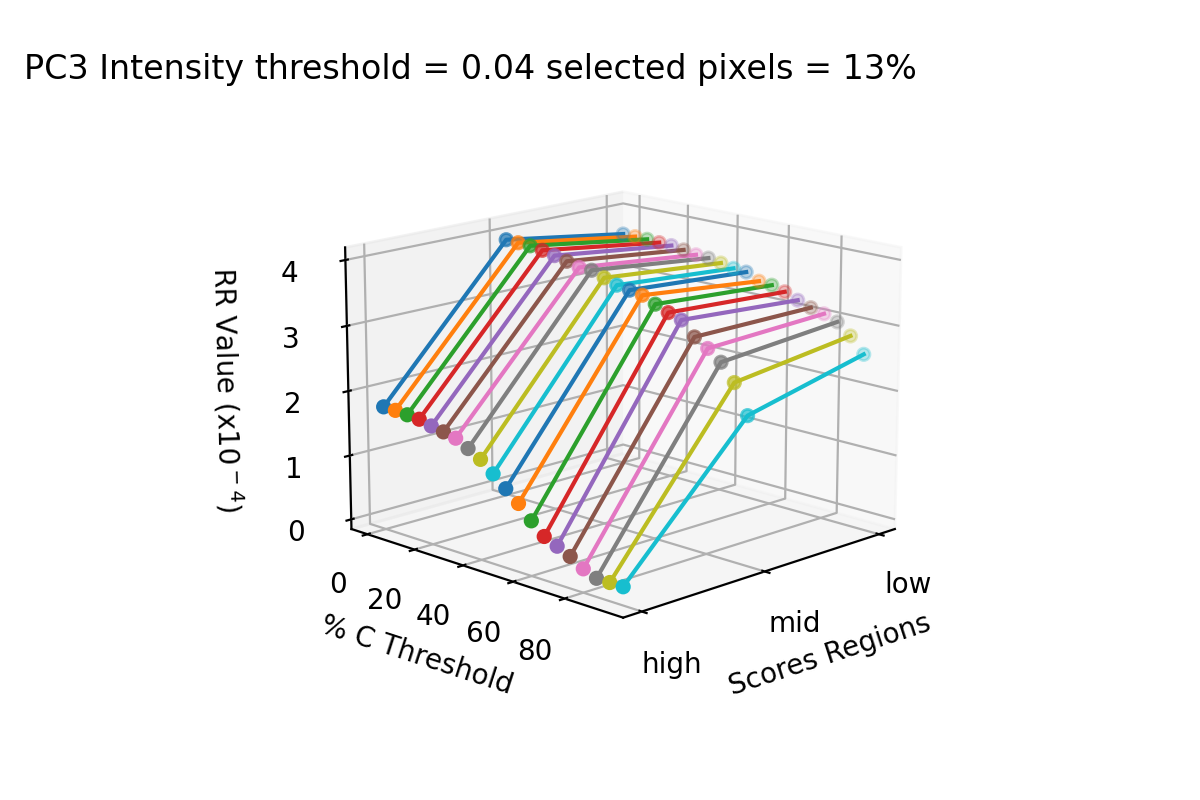 PC3 Intensity threshold = 0.04 selected pixels = 13%
RR Value (x10⁻⁴)
4
3
2
1
0
0
20
40
60
80
% C Threshold
high
mid
low
Scores Regions